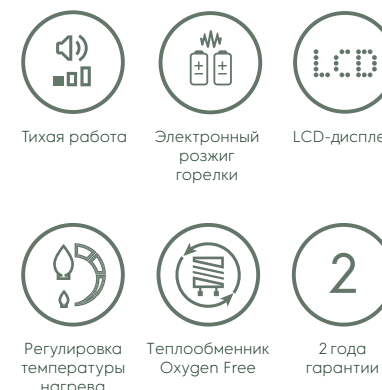 LCD
Тихая работа
Электронный
розжиг
горелки
LCD-диспле
2
Регулировка
температуры
нагрева
Теплообменник
Oxygen Free
2 года
гарантии